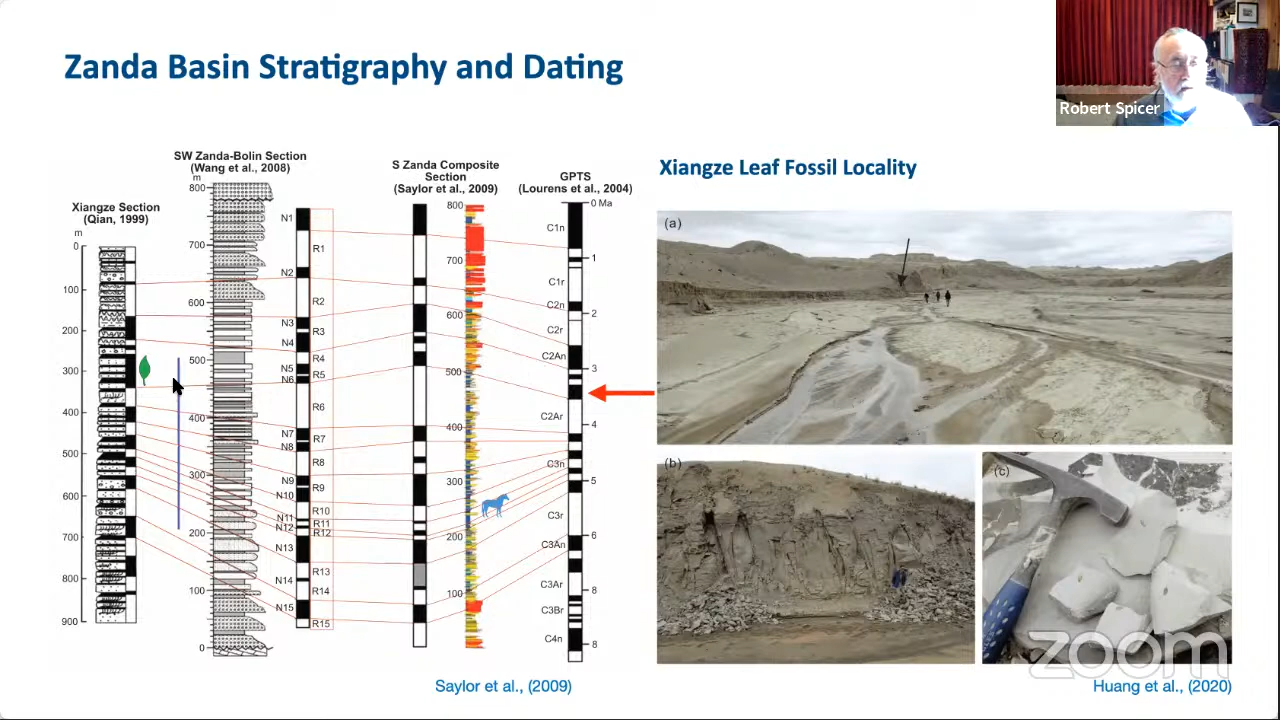 Zanda Basin Stratigraphy and Dating
Robert Spicer
SW Zanda-Bolin Section
(Wang et al., 2008)
m
S Zanda Composite
Section
(Saylor et al., 2009)
GPTS
(Lourens et al., 2004)
Xiangze Section
(Qian, 1999)
m
0
100
200
300
400
500
600
700
800
900
800
700
600
500
400
300
200
100
0
N1
R1
N2
R2
N3
R3
N4
R4
N5
R5
N6
R6
N7
R7
N8
R8
N9
R9
N10
R10
N11
R11
N12
R12
N13
R13
N14
R14
N15
R15
800
700
600
500
400
300
200
100
0 Ma
C1n
1
C1r
C2n
2
C2r
C2An
3
C2Ar
4
C3n
5
C3r
6
C3An
C3Ar
8
C3Br
C4n
8
Saylor et al., (2009)
Xiangze Leaf Fossil Locality
(a)
(b)
(c)
zoom
Huang et al., (2020)